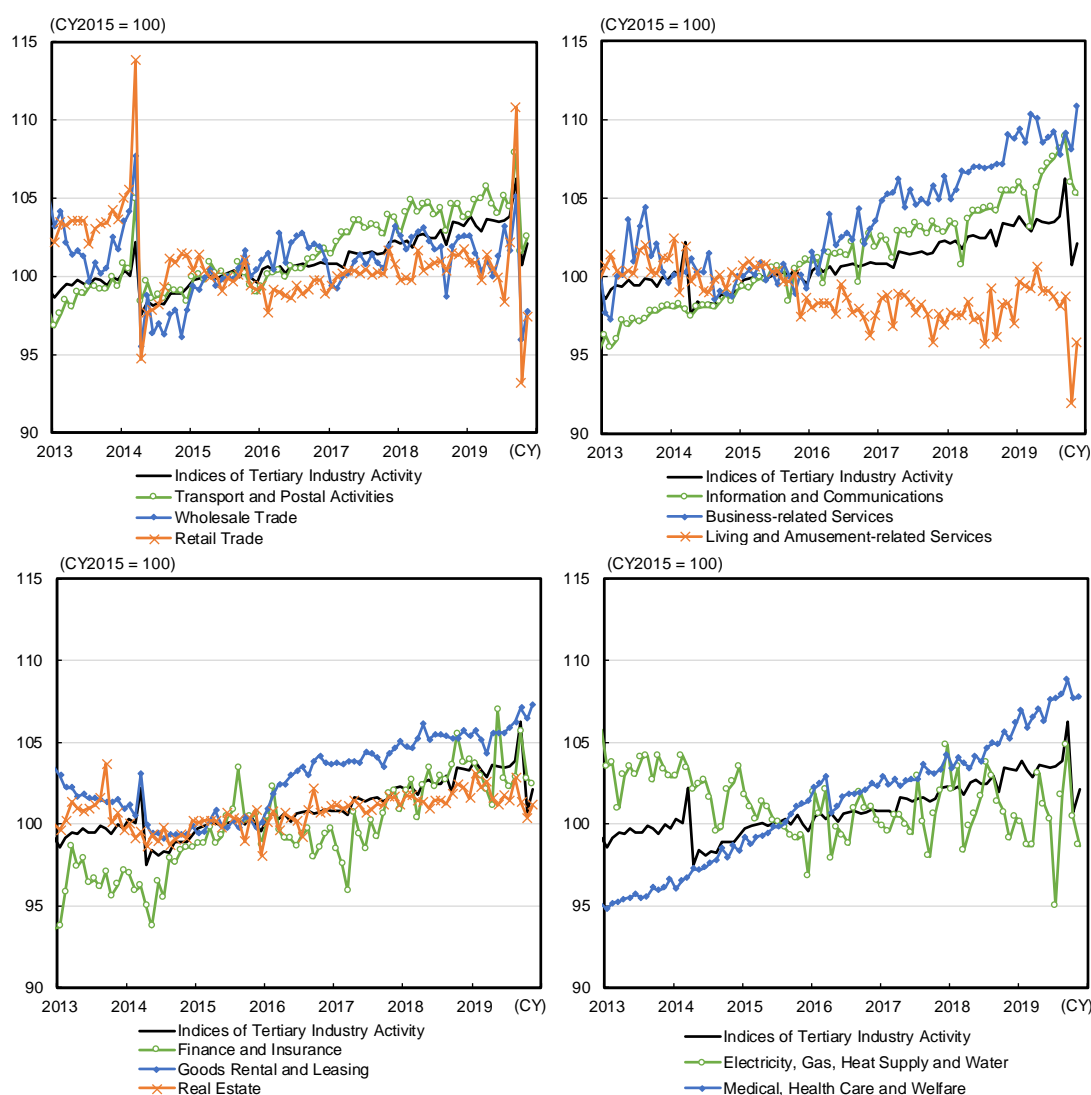 (CY2015 = 100)
115
110
105
100
95
90
2013 2014 2015 2016 2017 2018 2019 (CY)
Indices of Tertiary Industry Activity
Transport and Postal Activities
Wholesale Trade
Retail Trade
(CY2015 = 100)
115
110
105
100
95
90
2013 2014 2015 2016 2017 2018 2019 (CY)
Indices of Tertiary Industry Activity
Information and Communications
Business-related Services
Living and Amusement-related Services
(CY2015 = 100)
115
110
105
100
95
90
2013 2014 2015 2016 2017 2018 2019 (CY)
Indices of Tertiary Industry Activity
Finance and Insurance
Goods Rental and Leasing
Real Estate
(CY2015 = 100)
115
110
105
100
95
90
2013 2014 2015 2016 2017 2018 2019 (CY)
Indices of Tertiary Industry Activity
Electricity, Gas, Heat Supply and Water
Medical, Health Care and Welfare